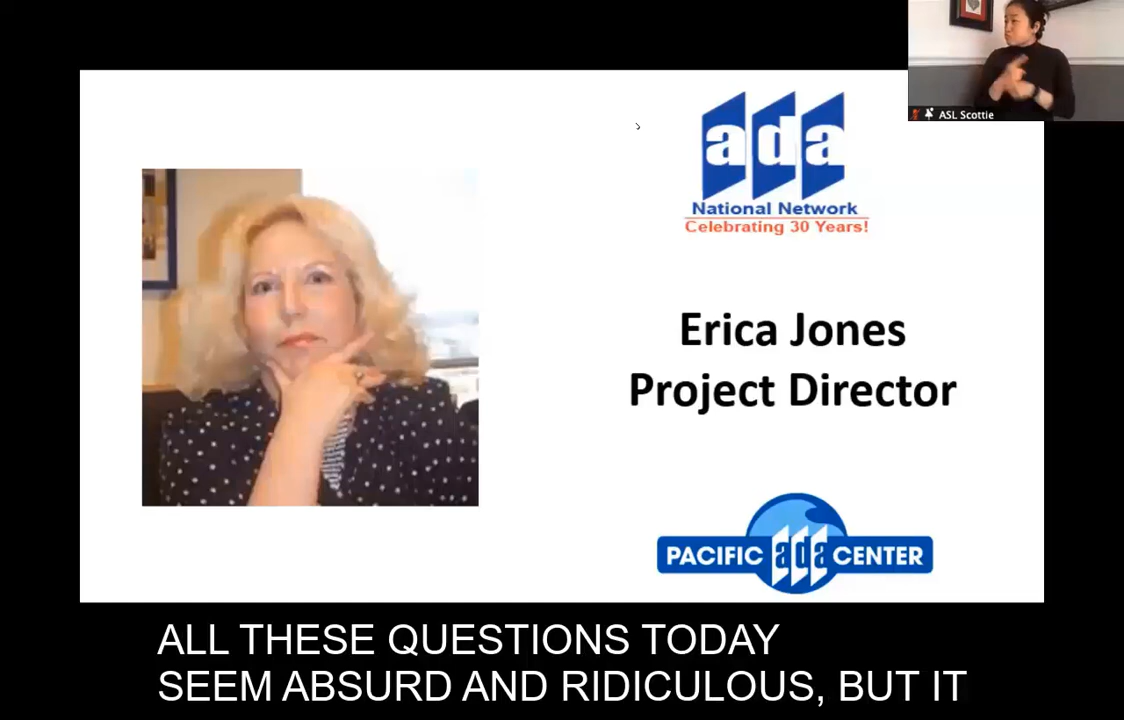 ASL Scottie
ada
National Network
Celebrating 30 Years!
Erica Jones
Project Director
PACIFIC ada CENTER
ALL THESE QUESTIONS TODAY
SEEM ABSURD AND RIDICULOUS, BUT IT